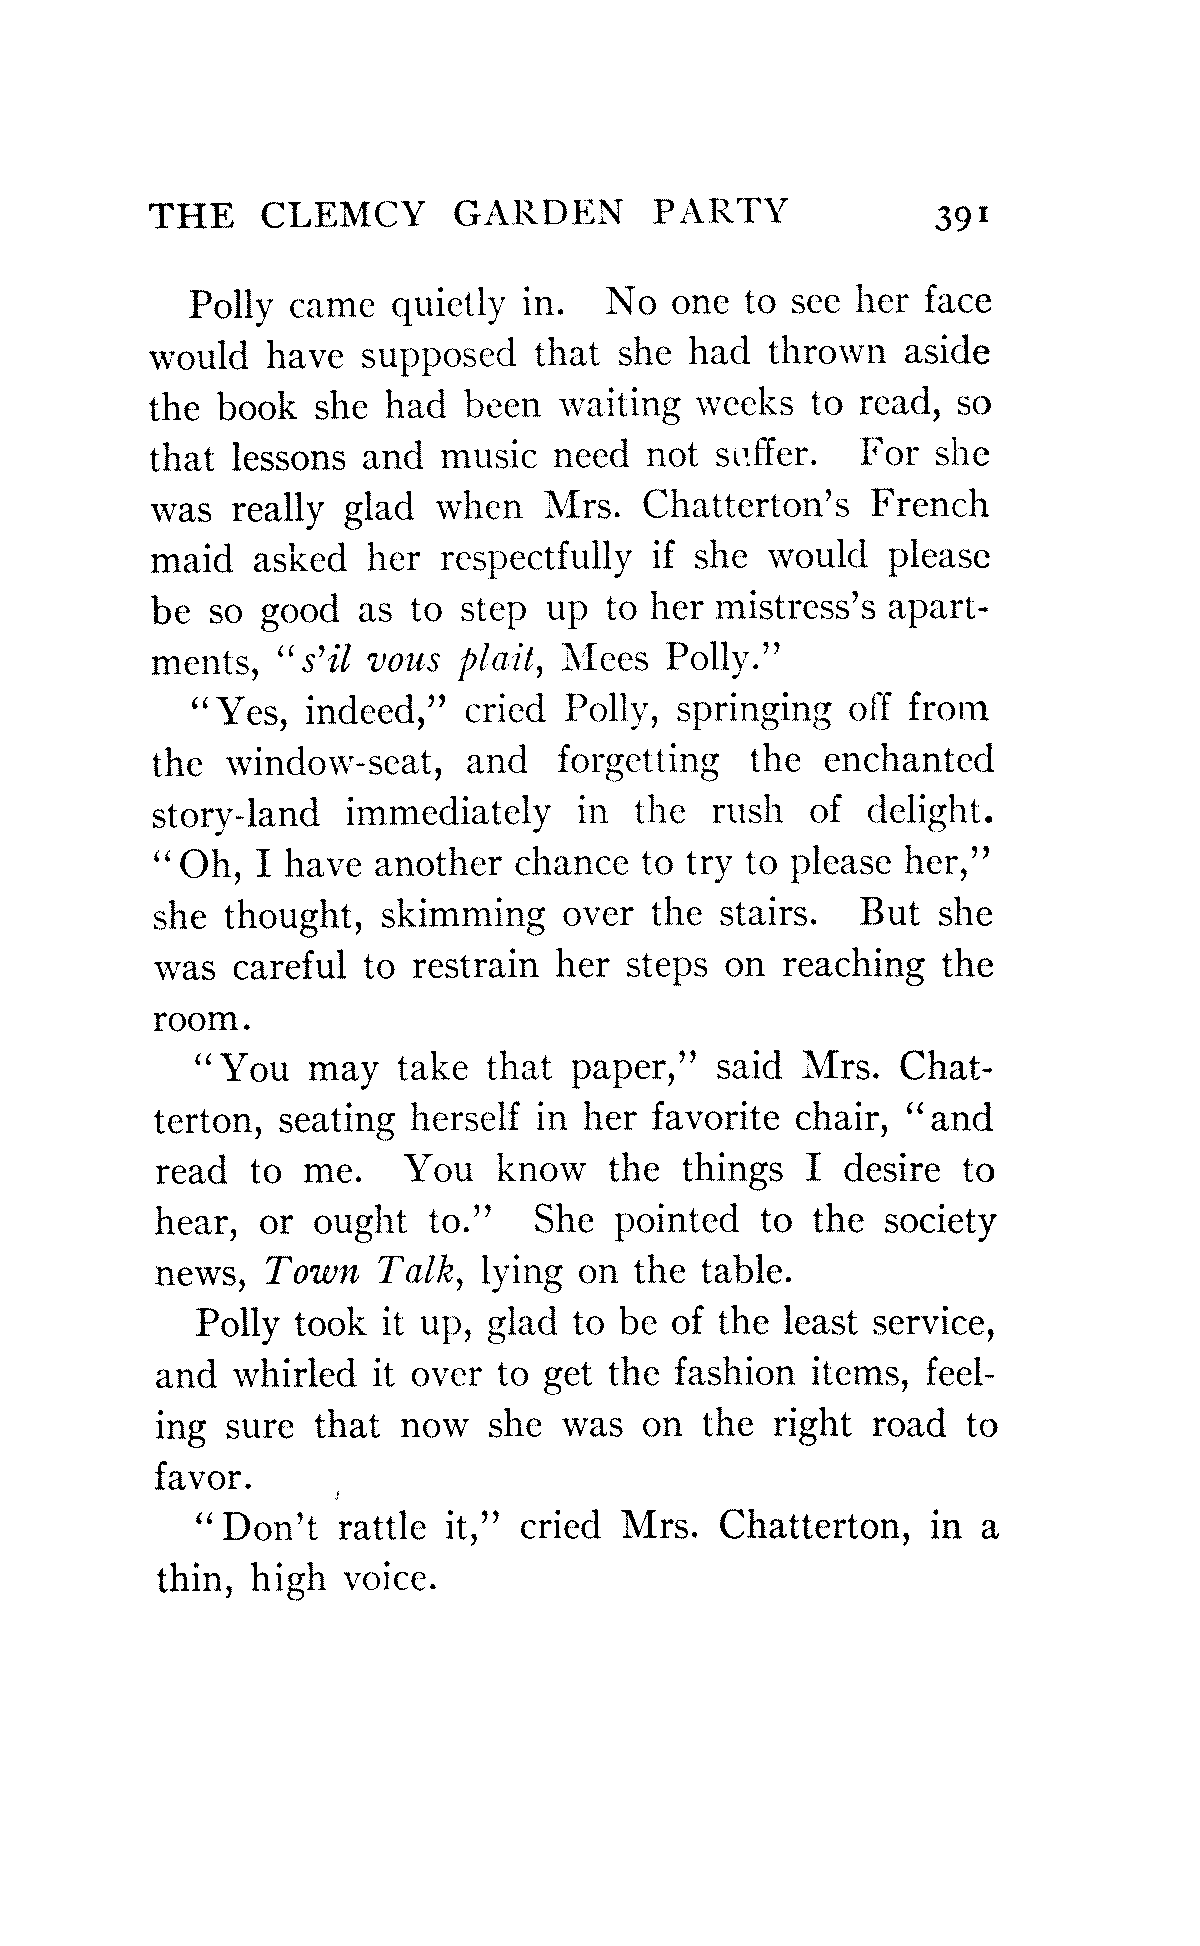 THE CLEMCY GARDEN PARTY 391
Polly came quietly in. No one to see her face
would have supposed that she had thrown aside
the book she had been waiting weeks to read, so
that lessons and music need not suffer. For she
was really glad when Mrs. Chatterton's French
maid asked her respectfully if she would please
be so good as to step up to her mistress's apart-
ments, "s'il vous plait, Mees Polly."
"Yes, indeed," cried Polly, springing off from
the window-seat, and forgetting the enchanted
story-land immediately in the rush of delight.
"Oh, I have another chance to try to please her,"
she thought, skimming over the stairs. But she
was careful to restrain her steps on reaching the
room.
"You may take that paper," said Mrs. Chat-
terton, seating herself in her favorite chair, "and
read to me. You know the things I desire to
hear, or ought to." She pointed to the society
news, Town Talk, lying on the table.
Polly took it up, glad to be of the least service,
and whirled it over to get the fashion items, feel-
ing sure that now she was on the right road to
favor.
"Don't rattle it," cried Mrs. Chatterton, in a
thin, high voice.